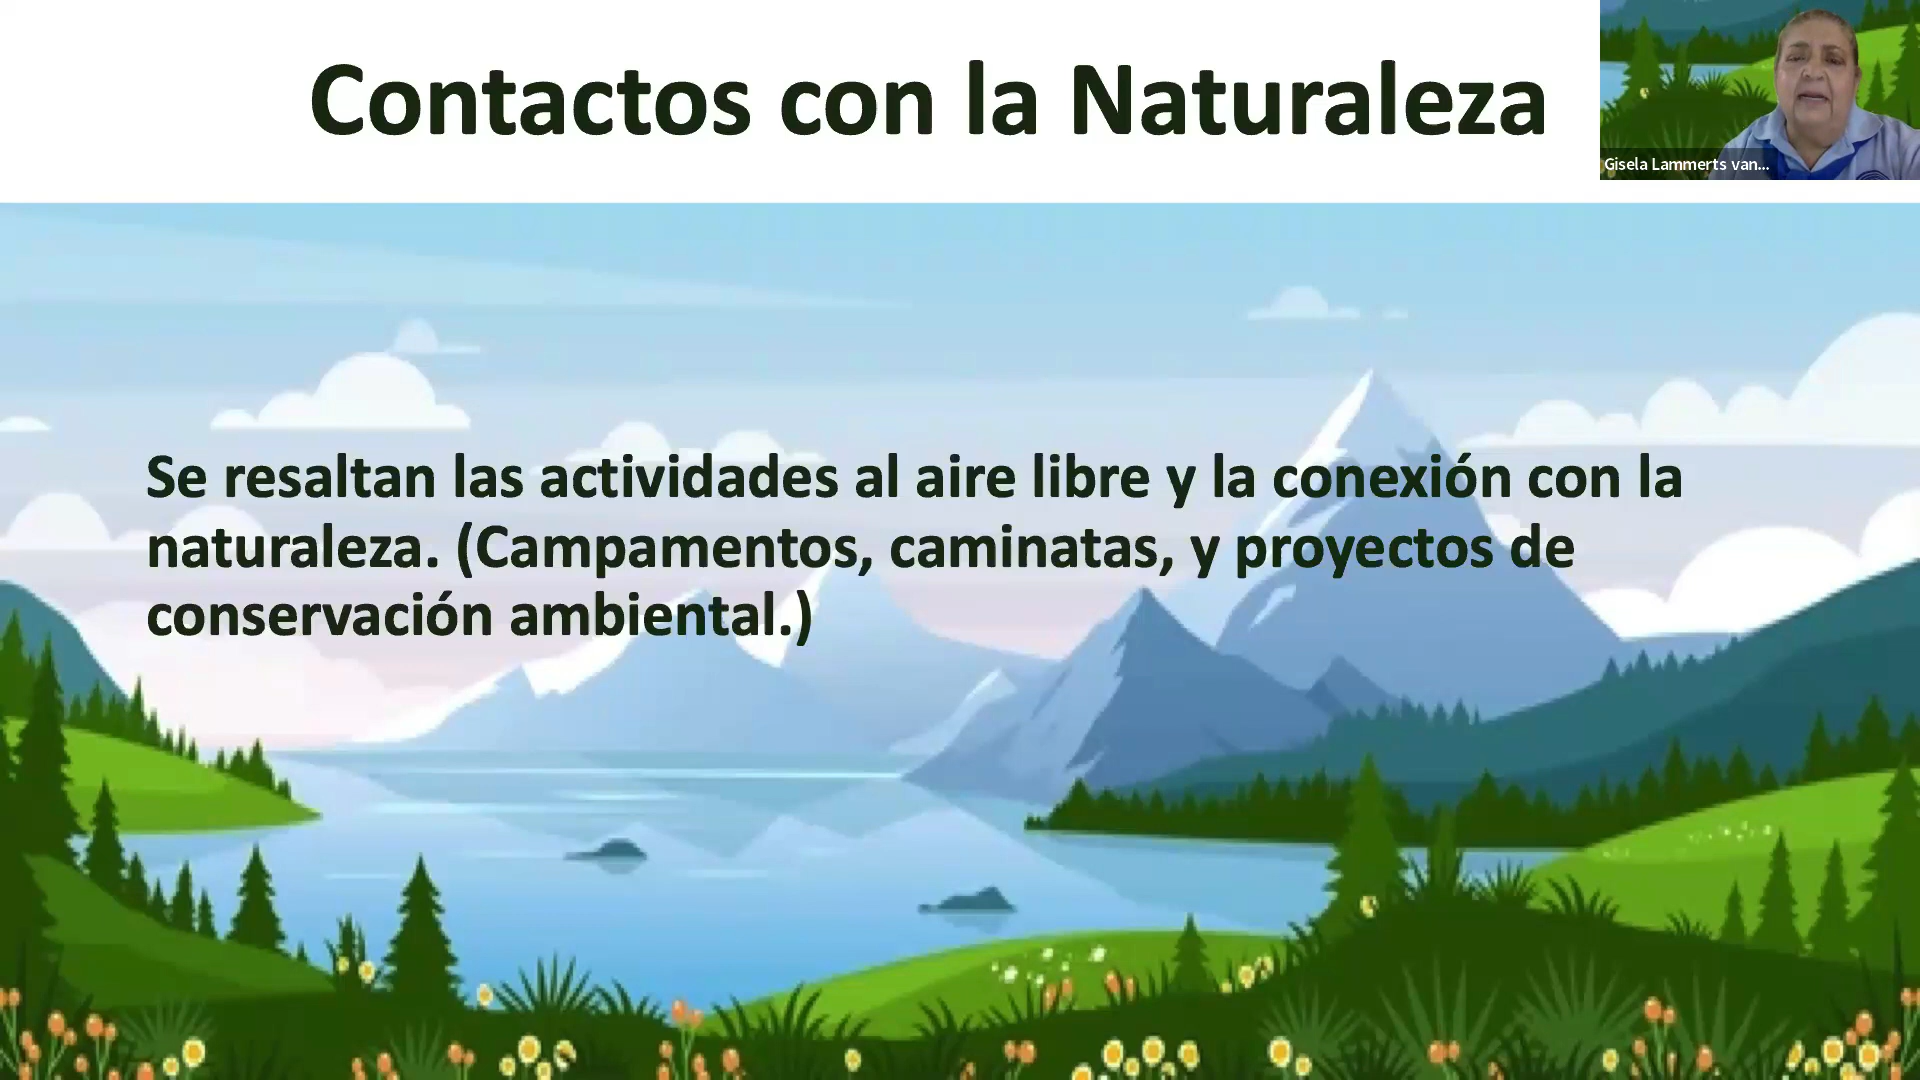 Contactos con la Naturaleza
Gisela Lammerts van...
Se resaltan las actividades al aire libre y la conexión con la
naturaleza. (Campamentos, caminatas, y proyectos de
conservación ambiental.)